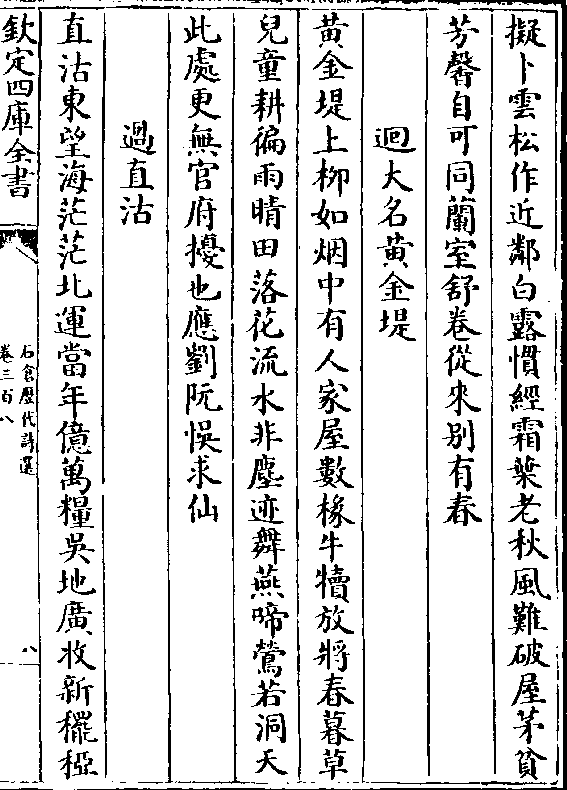 擬卜雲松作近鄰白露慣經霜葉老秋風難破屋茅貧
芳馨自可同蘭室舒卷從來别有春
迴大名黄金堤
黄金堤上栁如烟中有人家屋數椽牛犢放將春暮草
兒童耕徧雨晴田落花流水非塵迹舞燕啼鶯若洞天
此處更無官府擾也應劉阮悞求仙
過直沽
直沽東望海茫茫北運當年億萬糧吳地廣收新䆉稏
欽定四庫全書
石倉歷代詩選
卷三百八
八